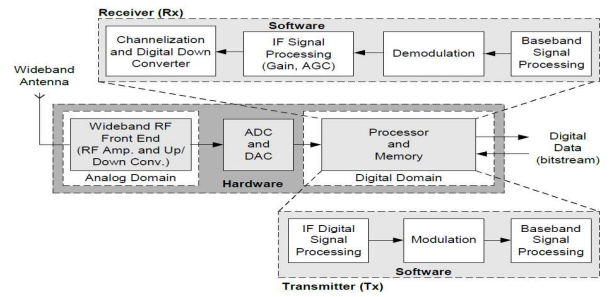 Receiver (Rx)
Software
Channelization
and Digital Down
Converter
IF Signal
Processing
(Gain, AGC)
Demodulation
Baseband
Signal
Processing
Wideband
Antenna
Wideband RF
Front End
(RF Amp. and Up/
Down Conv.)
Analog Domain
ADC
and
DAC
Hardware
Processor
and
Memory
Digital Domain
Digital
Data
(bitstream)
IF Digital
Signal
Processing
Modulation
Baseband
Signal
Processing
Software
Transmitter (Tx)